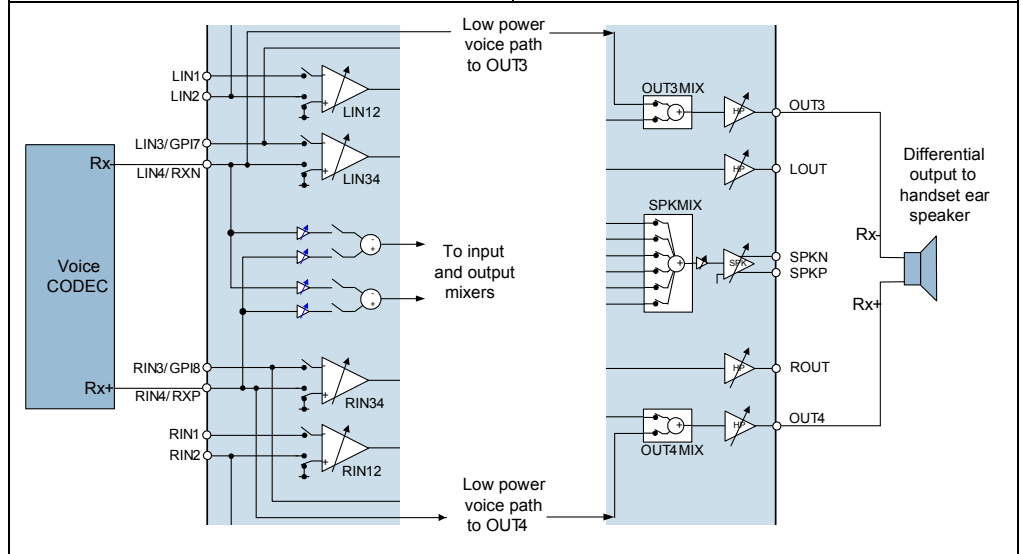 Low power
voice path
to OUT3
LIN1
LIN2
LIN12
LIN3/GPI7
Rx-
LIN4/RXN
LIN34
Voice
CODEC
To input
and output
mixers
Rx+
RIN3/GPI8
RIN4/RXP
RIN34
RIN1
RIN2
RIN12
Low power
voice path
to OUT4
OUT3MIX
HP
OUT3
HP
LOUT
SPKMIX
SPK
SPKN
SPKP
HP
ROUT
OUT4MIX
HP
OUT4
Differential
output to
handset ear
speaker
Rx-
Rx+